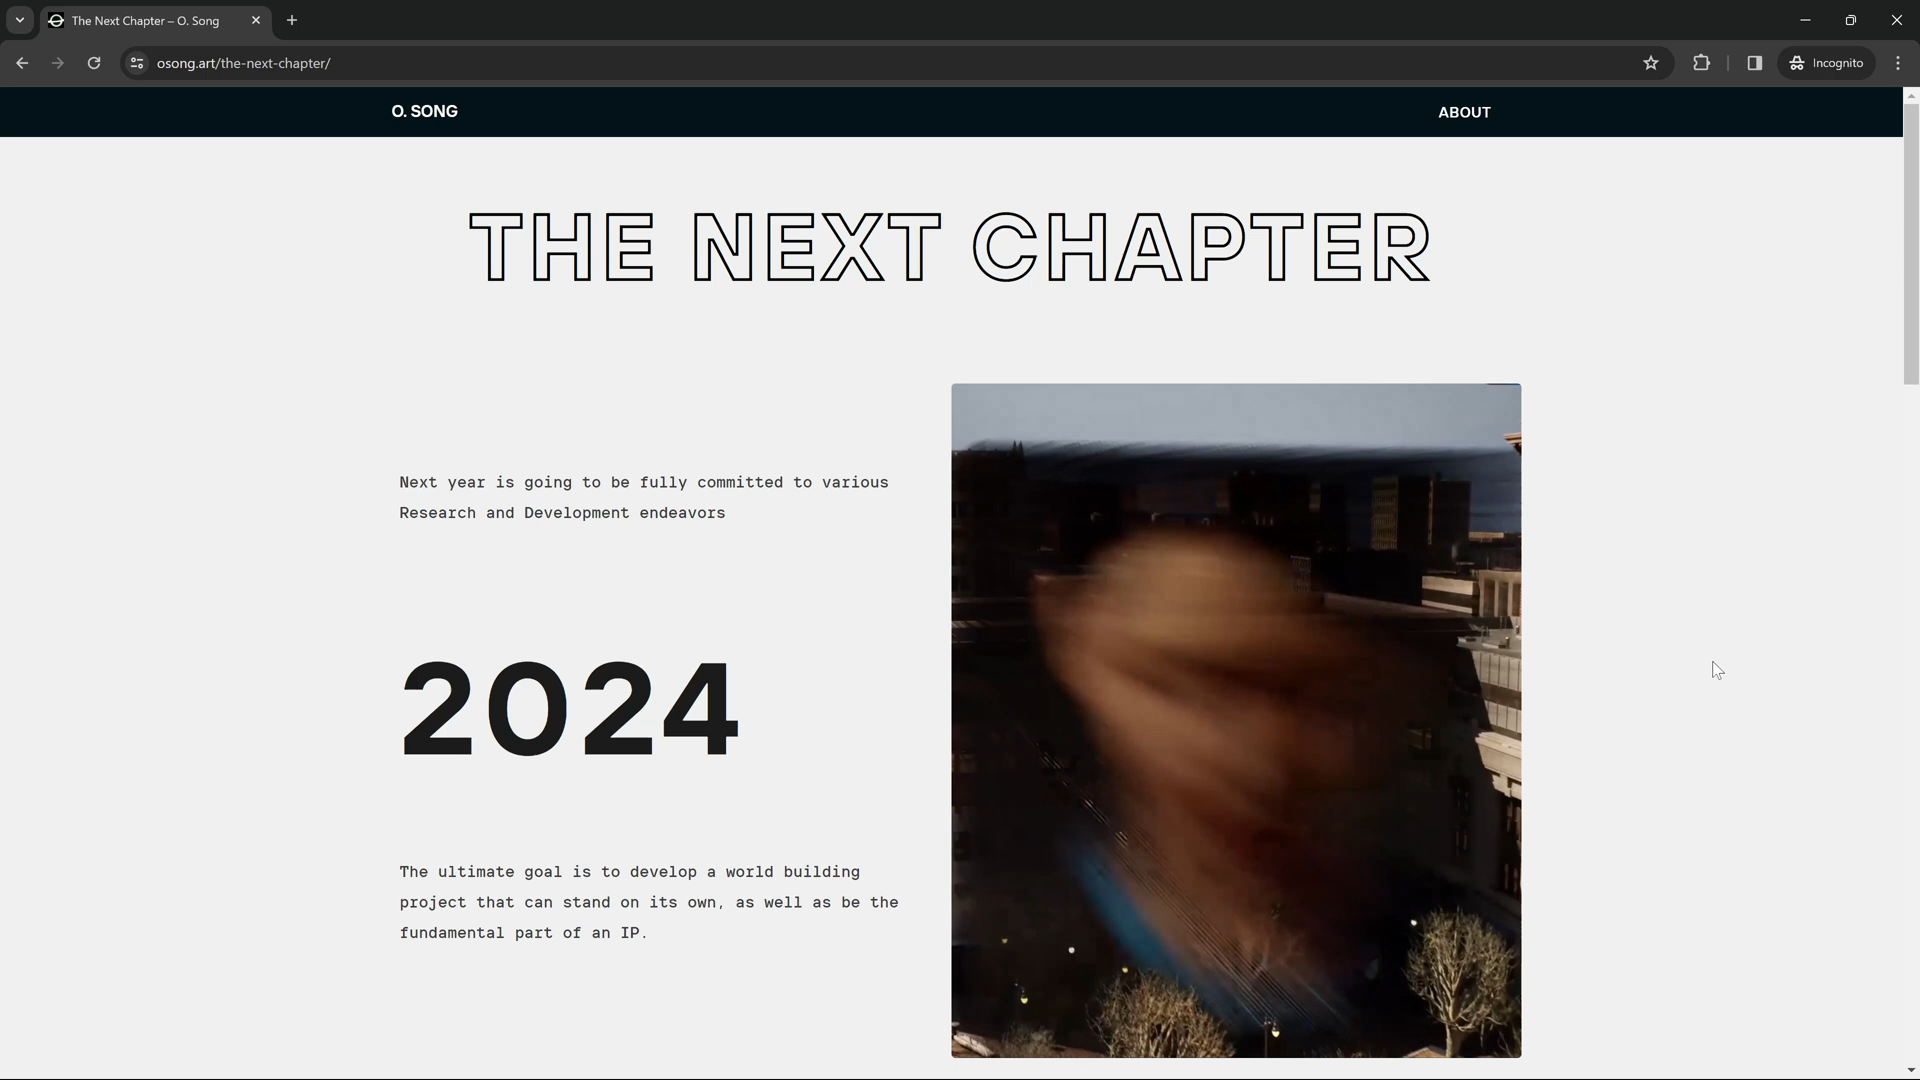 The Next Chapter – O. Song
osong.art/the-next-chapter/
Incognito
O. SONG
ABOUT
THE NEXT CHAPTER
Next year is going to be fully committed to various
Research and Development endeavors
2024
The ultimate goal is to develop a world building
project that can stand on its own, as well as be the
fundamental part of an IP.